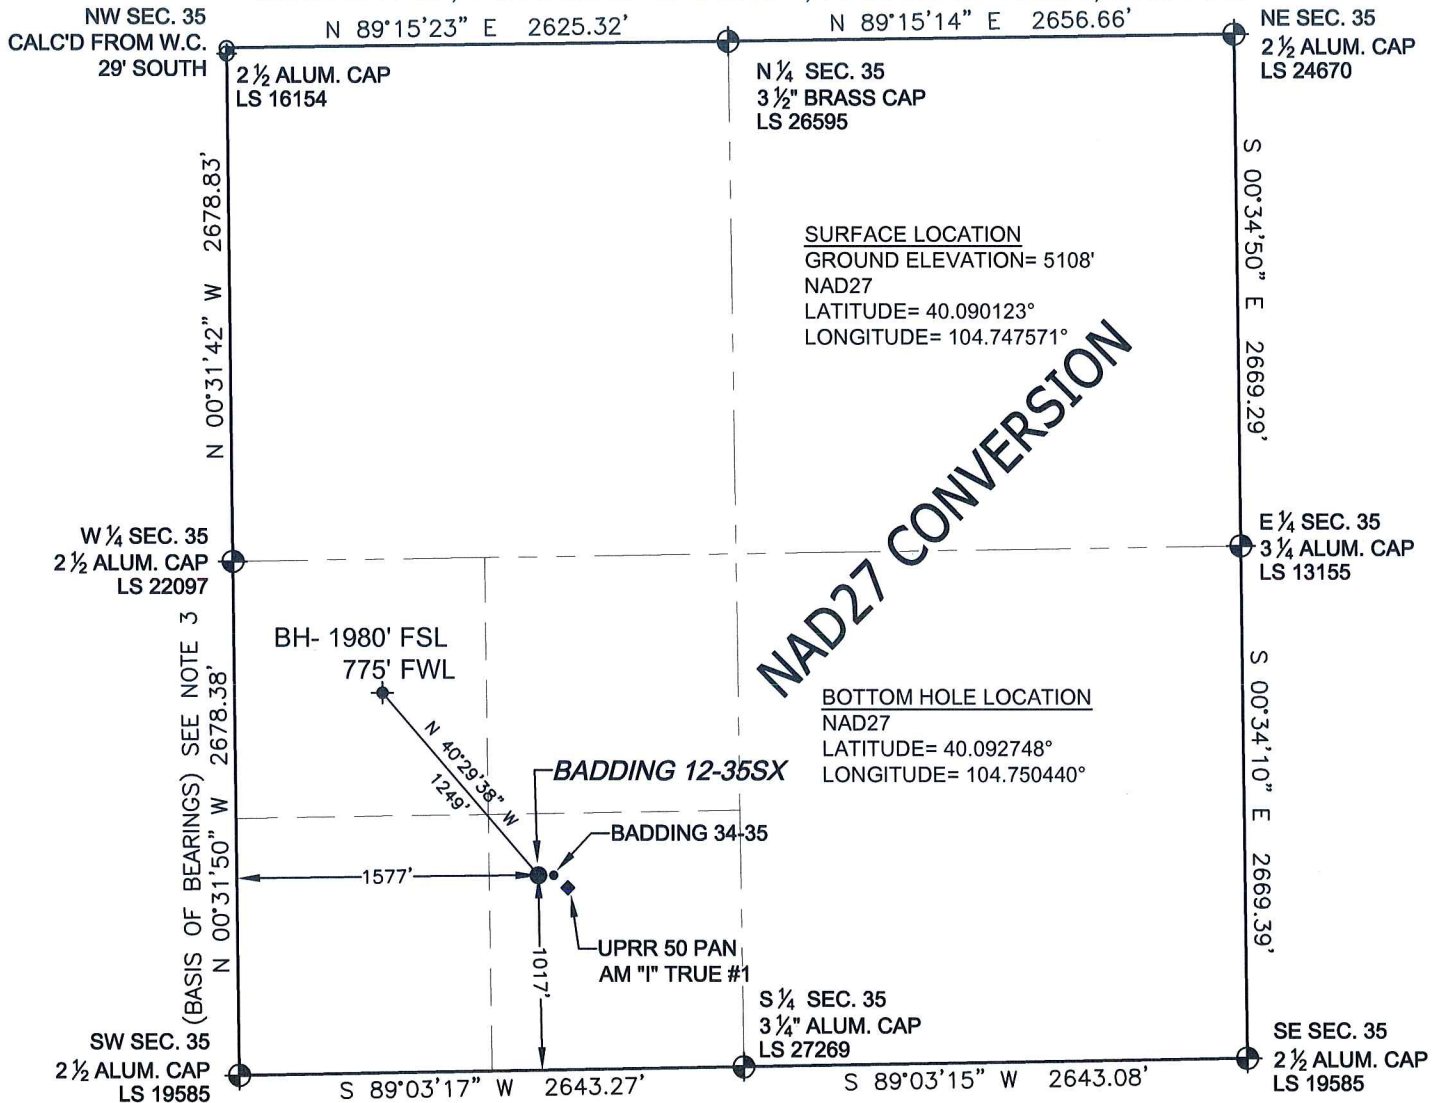 NW SEC. 35
CALC'D FROM W.C.
29' SOUTH
2 ½ ALUM. CAP
LS 16154
N 89°15'23" E 2625.32'
N 89°15'14" E 2656.66'
N ¼ SEC. 35
3 ½" BRASS CAP
LS 26595
NE SEC. 35
2 ½ ALUM. CAP
LS 24670
N 00°31'42" W 2678.83'
S 00°34'50" E 2669.29'
SURFACE LOCATION
GROUND ELEVATION= 5108'
NAD27
LATITUDE= 40.090123°
LONGITUDE= 104.747571°
NAD27 CONVERSION
W ¼ SEC. 35
2 ½ ALUM. CAP
LS 22097
E ¼ SEC. 35
3 ¼ ALUM. CAP
LS 13155
(BASIS OF BEARINGS) SEE NOTE 3
N 00°31'50" W 2678.38'
BH- 1980' FSL
775' FWL
N 40°29'38" W
1249'
BADDING 12-35SX
BADDING 34-35
1577'
1017'
UPRR 50 PAN
AM "I" TRUE #1
BOTTOM HOLE LOCATION
NAD27
LATITUDE= 40.092748°
LONGITUDE= 104.750440°
S 00°34'10" E 2669.39'
SW SEC. 35
2 ½ ALUM. CAP
LS 19585
S 89°03'17" W 2643.27'
S ¼ SEC. 35
3 ¼" ALUM. CAP
LS 27269
S 89°03'15" W 2643.08'
SE SEC. 35
2 ½ ALUM. CAP
LS 19585